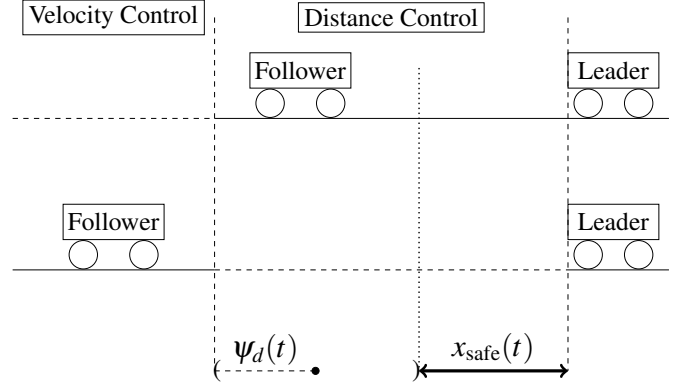 Velocity Control
Distance Control
Follower
Leader
Follower
Leader
ψ_d(t)
x_safe(t)